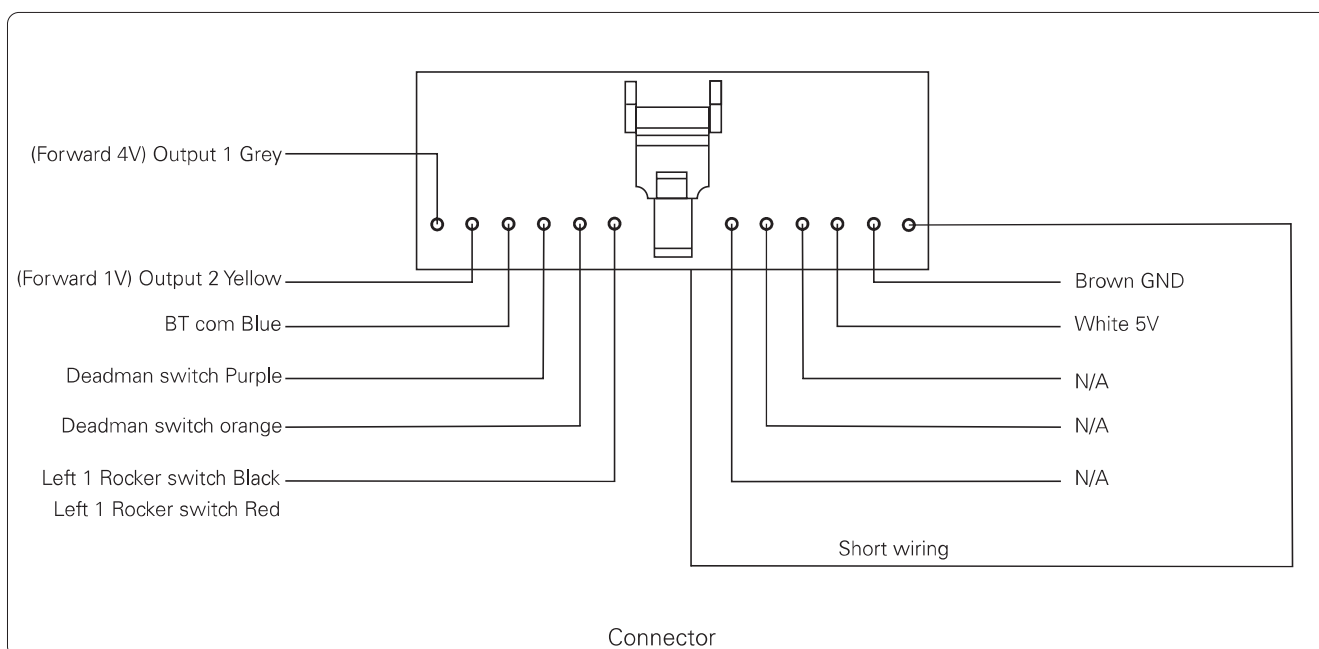 (Forward 4V) Output 1 Grey
(Forward 1V) Output 2 Yellow
BT com Blue
Deadman switch Purple
Deadman switch orange
Left 1 Rocker switch Black
Left 1 Rocker switch Red
Brown GND
White 5V
N/A
N/A
N/A
Short wiring
Connector